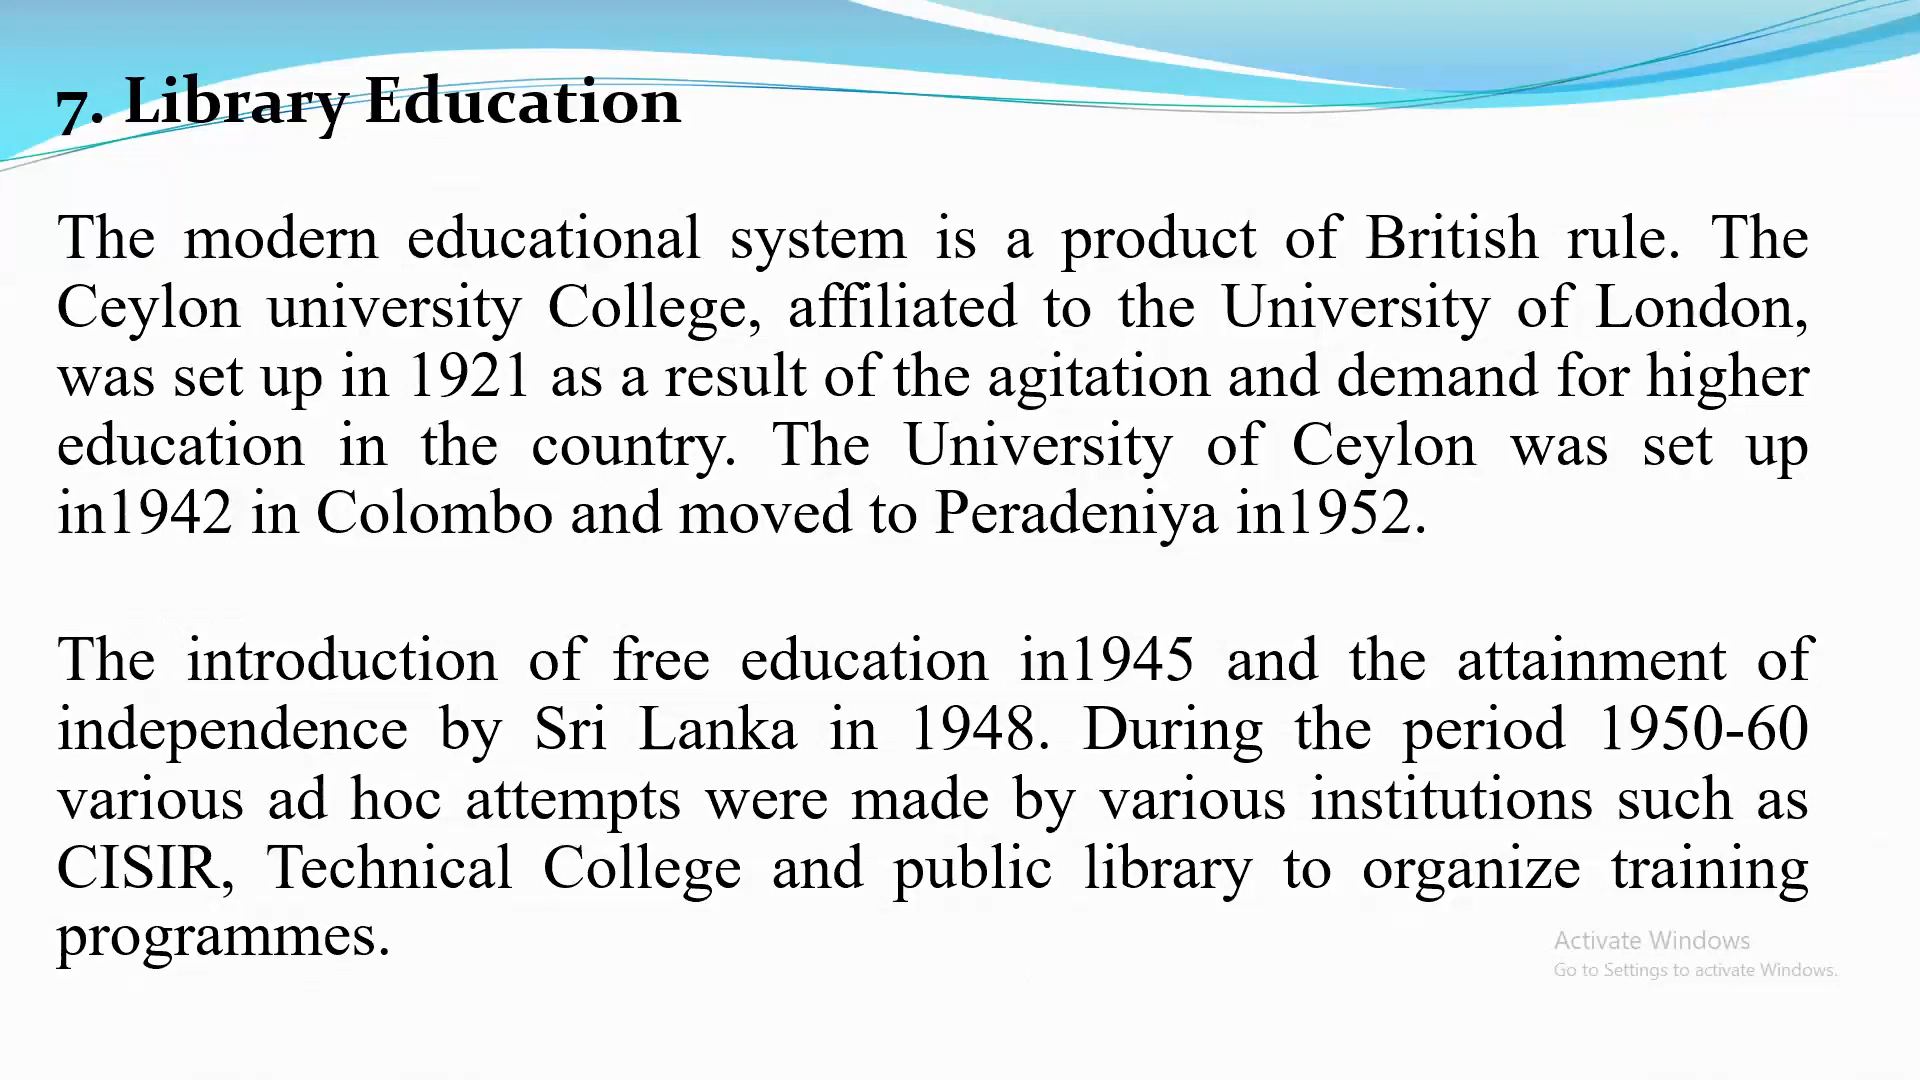 7. Library Education
The modern educational system is a product of British rule. The
Ceylon university College, affiliated to the University of London,
was set up in 1921 as a result of the agitation and demand for higher
education in the country. The University of Ceylon was set up
in1942 in Colombo and moved to Peradeniya in1952.
The introduction of free education in1945 and the attainment of
independence by Sri Lanka in 1948. During the period 1950-60
various ad hoc attempts were made by various institutions such as
CISIR, Technical College and public library to organize training
programmes.
Activate Windows
Go to Settings to activate Windows.